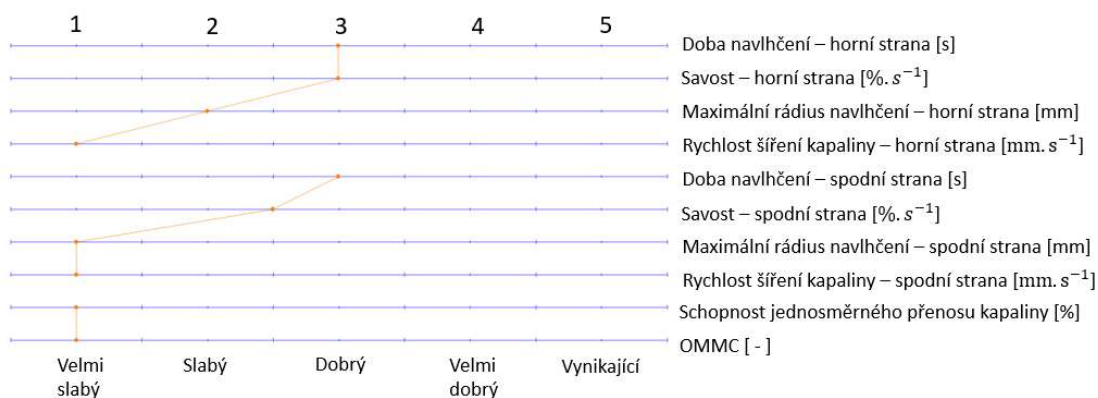 1 2 3 4 5
Doba navlhčení – horní strana [s]
Savost – horní strana [%. s⁻¹]
Maximální rádius navlhčení – horní strana [mm]
Rychlost šíření kapaliny – horní strana [mm. s⁻¹]
Doba navlhčení – spodní strana [s]
Savost – spodní strana [%. s⁻¹]
Maximální rádius navlhčení – spodní strana [mm]
Rychlost šíření kapaliny – spodní strana [mm. s⁻¹]
Schopnost jednosměrného přenosu kapaliny [%]
OMMC [ - ]
Velmi slabý
Slabý
Dobrý
Velmi dobrý
Vynikající